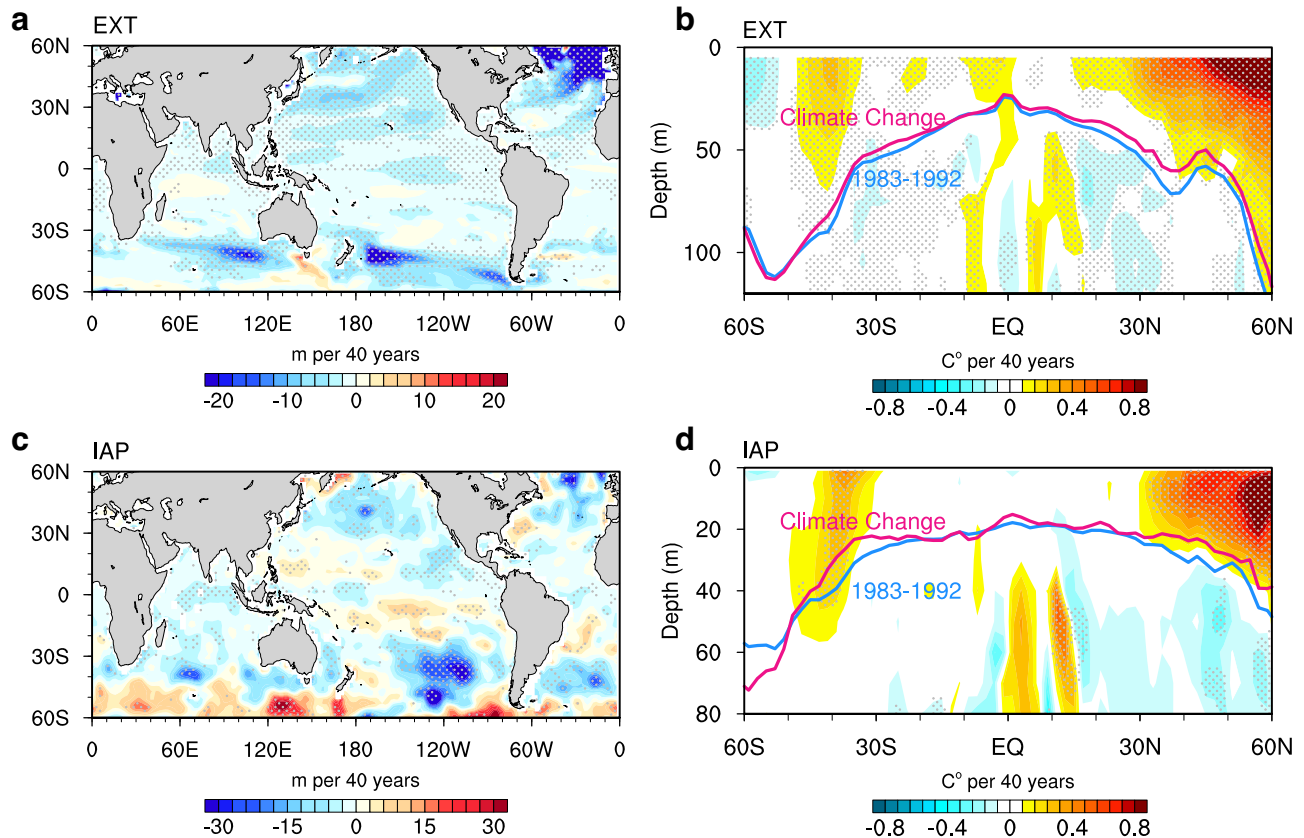 a
EXT
60N
30N
0
30S
60S
0 60E 120E 180 120W 60W 0
m per 40 years
-20 -10 0 10 20
b
EXT
0
50
100
Depth (m)
Climate Change
1983-1992
60S 30S EQ 30N 60N
C° per 40 years
-0.8 -0.4 0 0.4 0.8
c
IAP
60N
30N
0
30S
60S
0 60E 120E 180 120W 60W 0
m per 40 years
-30 -15 0 15 30
d
IAP
0
20
40
60
80
Depth (m)
Climate Change
1983-1992
60S 30S EQ 30N 60N
C° per 40 years
-0.8 -0.4 0 0.4 0.8